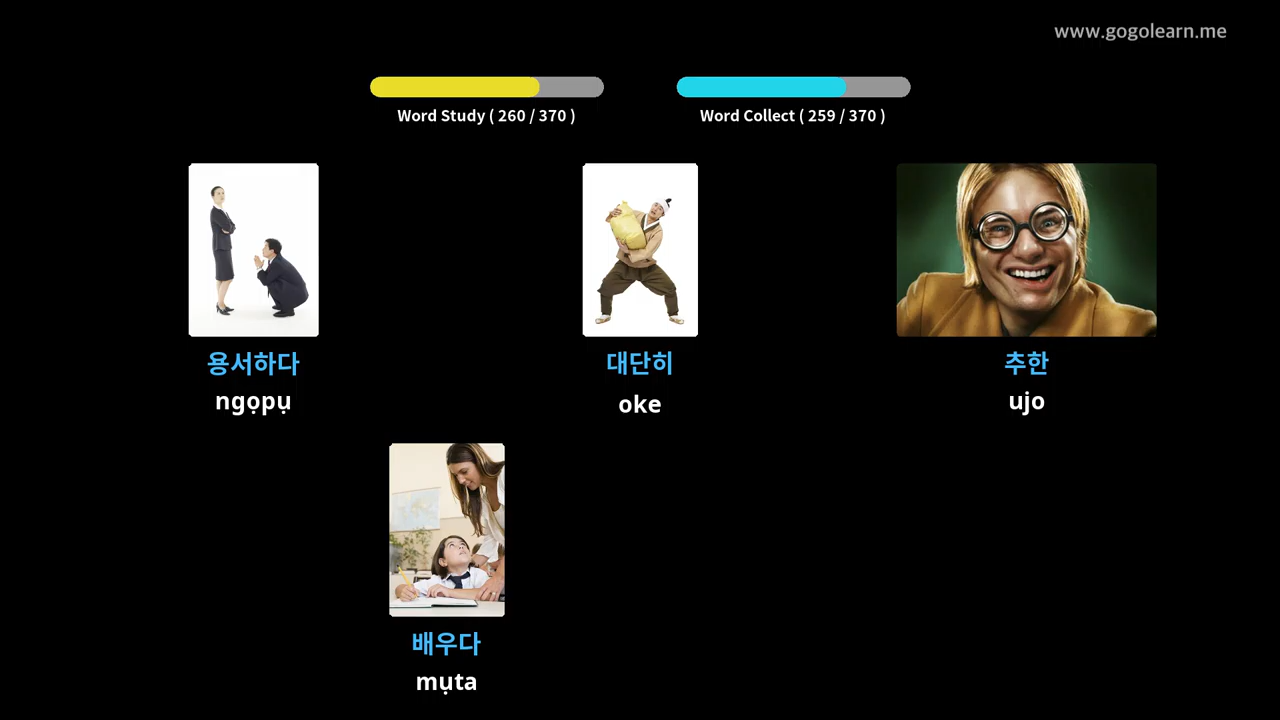 www.gogolearn.me
Word Study ( 260 / 370 )
Word Collect ( 259 / 370 )
용서하다
ngọpụ
대단히
oke
추한
ujo
배우다
mụta